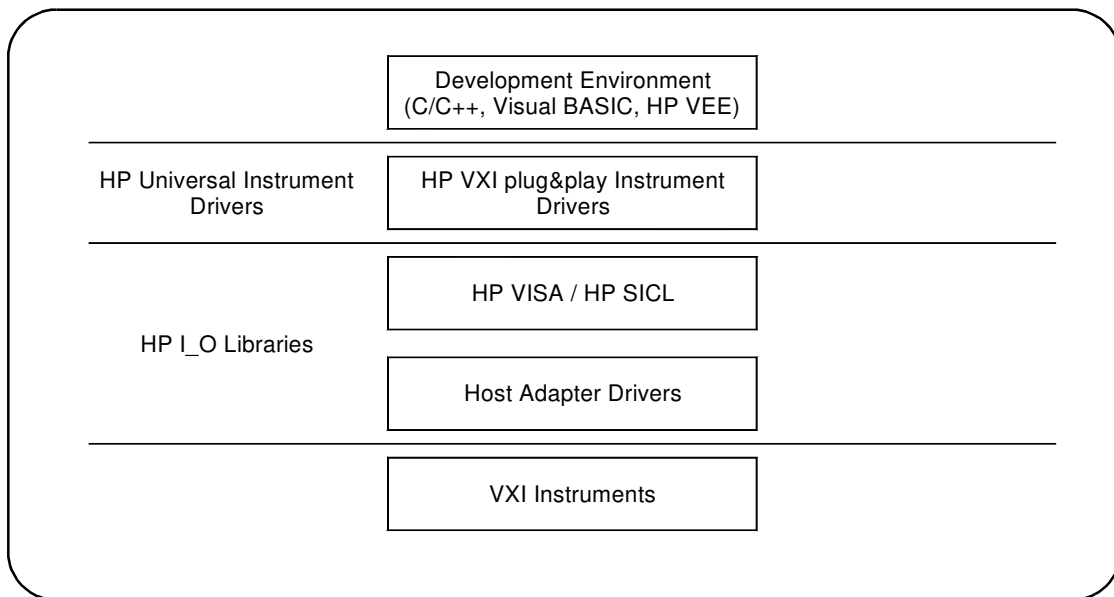 Development Environment
(C/C++, Visual BASIC, HP VEE)
HP Universal Instrument
Drivers
HP VXI plug&play Instrument
Drivers
HP VISA / HP SICL
HP I_O Libraries
Host Adapter Drivers
VXI Instruments